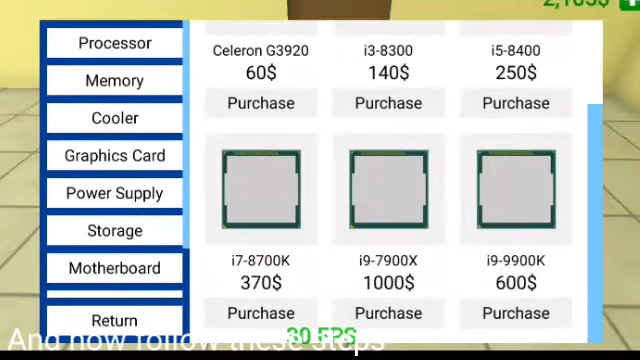 2,165$
Processor
Memory
Cooler
Graphics Card
Power Supply
Storage
Motherboard
Return
Celeron G3920 i3-8300 i5-8400
60$ 140$ 250$
Purchase Purchase Purchase
i7-8700K i9-7900X i9-9900K
370$ 1000$ 600$
Purchase Purchase Purchase
30 FPS
And now follow these steps